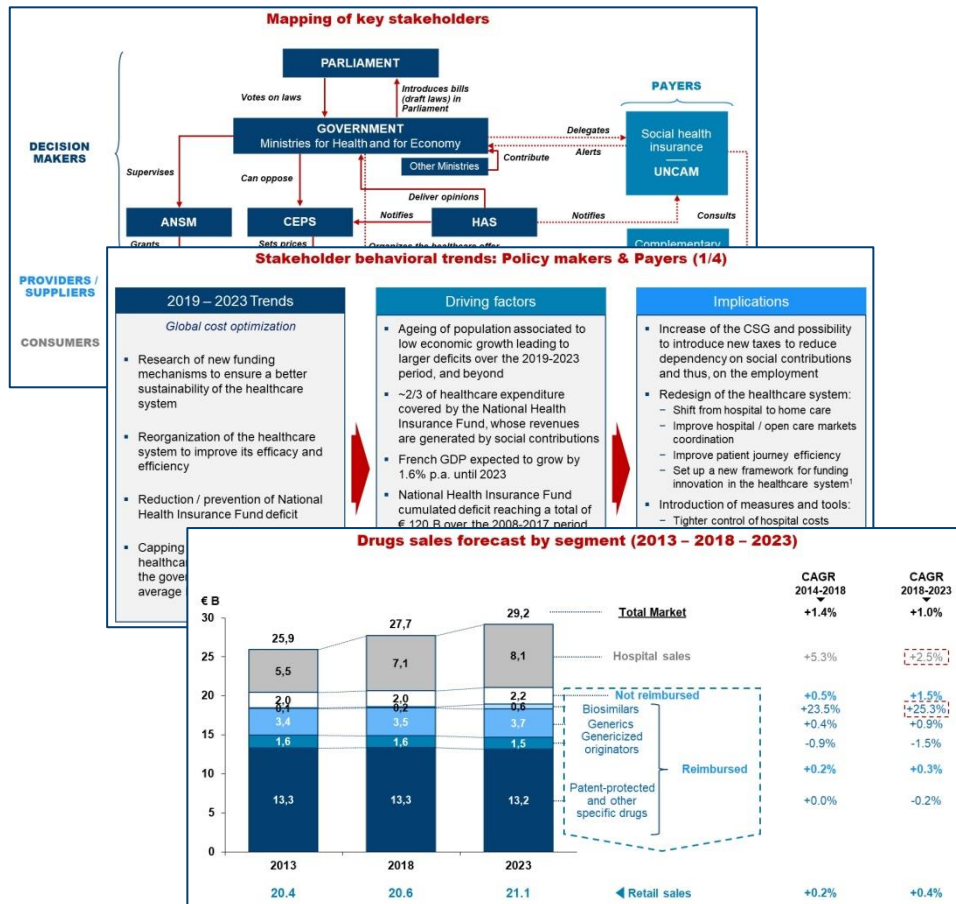 Mapping of key stakeholders
PARLIAMENT
Votes on laws
Introduces bills
(draft laws) in
Parliament
PAYERS
DECISION
MAKERS
GOVERNMENT
Ministries for Health and for Economy
Other Ministries
Delegates
Alerts
Contribute
Social health
insurance
UNCAM
Supervises
Can oppose
Deliver opinions
ANSM
CEPS
Notifies
HAS
Notifies
Consults
Grants
Sets prices
Organizes the healthcare offer
Complementary
PROVIDERS /
SUPPLIERS
CONSUMERS
Stakeholder behavioral trends: Policy makers & Payers (1/4)
2019 – 2023 Trends
Global cost optimization
▪ Research of new funding
mechanisms to ensure a better
sustainability of the healthcare
system
▪ Reorganization of the healthcare
system to improve its efficacy and
efficiency
▪ Reduction / prevention of National
Health Insurance Fund deficit
▪ Capping
healthcar
the gover
average
Driving factors
▪ Ageing of population associated to
low economic growth leading to
larger deficits over the 2019-2023
period, and beyond
▪ ~2/3 of healthcare expenditure
covered by the National Health
Insurance Fund, whose revenues
are generated by social contributions
▪ French GDP expected to grow by
1.6% p.a. until 2023
▪ National Health Insurance Fund
cumulated deficit reaching a total of
€ 120 B over the 2008-2017 period
Implications
▪ Increase of the CSG and possibility
to introduce new taxes to reduce
dependency on social contributions
and thus, on the employment
▪ Redesign of the healthcare system:
− Shift from hospital to home care
− Improve hospital / open care markets
coordination
− Improve patient journey efficiency
− Set up a new framework for funding
innovation in the healthcare system¹
▪ Introduction of measures and tools:
− Tighter control of hospital costs
Drugs sales forecast by segment (2013 – 2018 – 2023)
CAGR
2014-2018
CAGR
2018-2023
€ B
30
25
20
15
10
5
0
25,9
5,5
2.0
0,1
3,4
1,6
13,3
2013
27,7
7,1
2.0
0,2
3,5
1,6
13,3
2018
29,2
8,1
2.2
0,6
3,7
1,5
13,2
2023
Total Market +1.4% +1.0%
Hospital sales +5.3% +2.5%
Not reimbursed +0.5% +1.5%
Biosimilars +23.5% +25.3%
Generics +0.4% +0.9%
Genericized
originators -0.9% -1.5%
Reimbursed +0.2% +0.3%
Patent-protected
and other
specific drugs +0.0% -0.2%
20.4 20.6 21.1 ◀ Retail sales +0.2% +0.4%